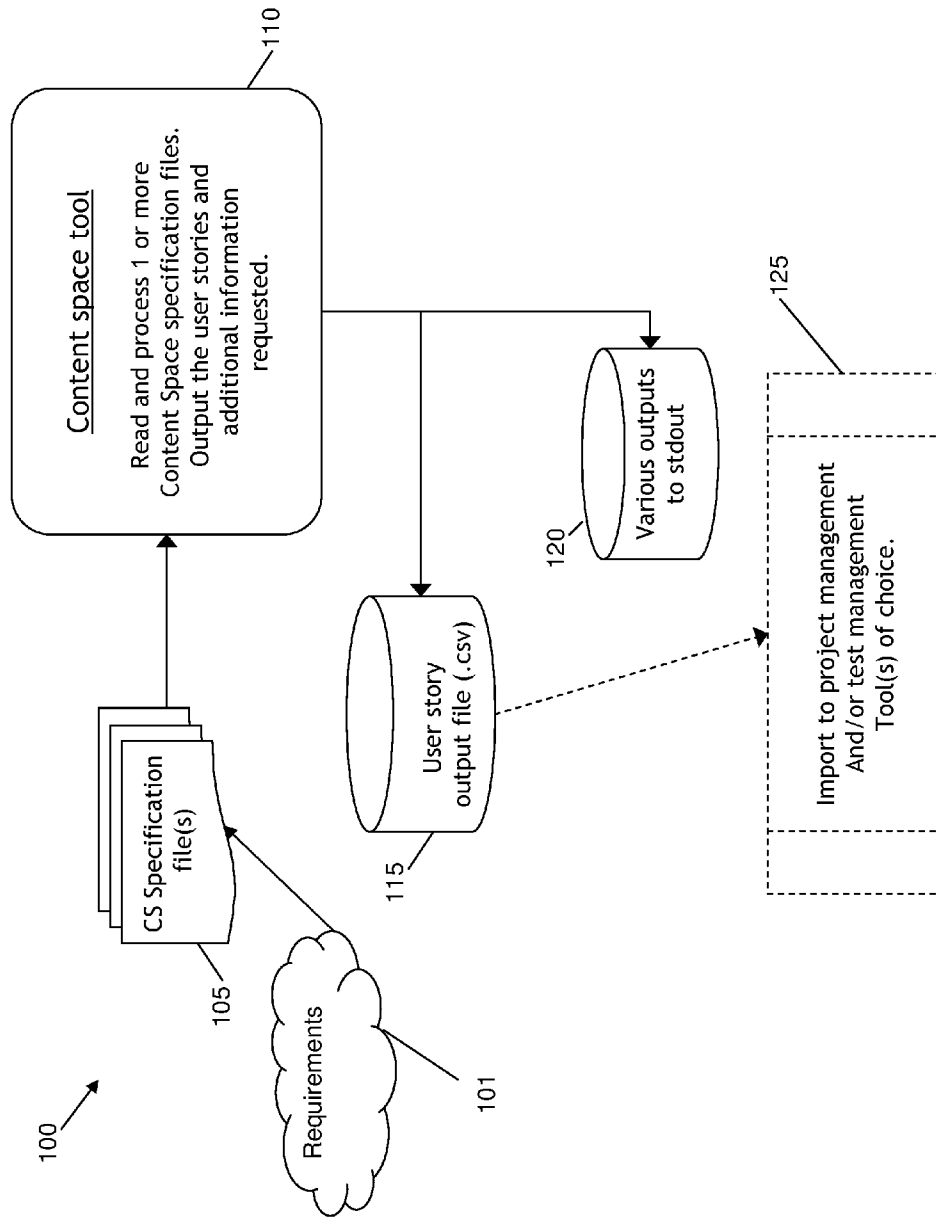 100
Requirements
101
CS Specification
file(s)
105
Content space tool
Read and process 1 or more
Content Space specification files.
Output the user stories and
additional information
requested.
110
User story
output file (.csv)
115
Various outputs
to stdout
120
Import to project management
And/or test management
Tool(s) of choice.
125